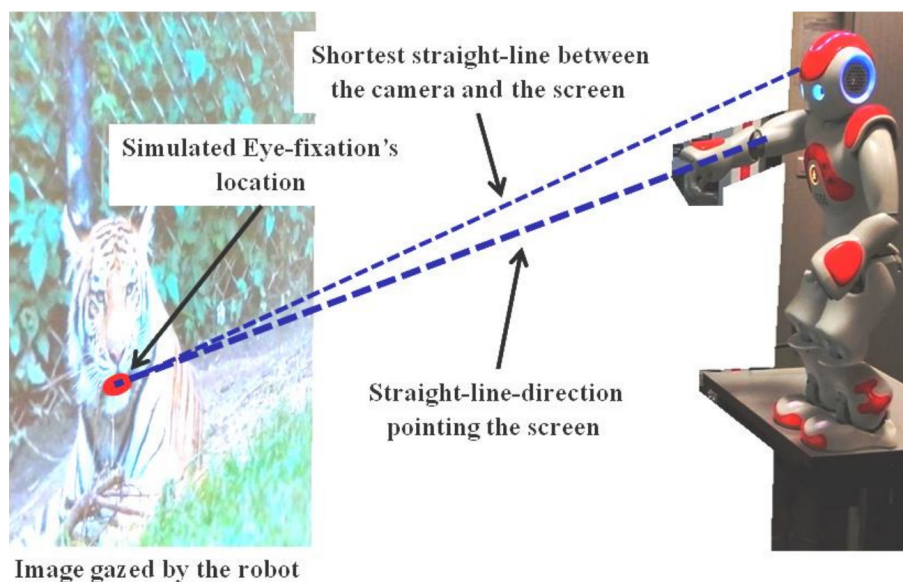 Shortest straight-line between
the camera and the screen
Simulated Eye-fixation's
location
Straight-line-direction
pointing the screen
Image gazed by the robot